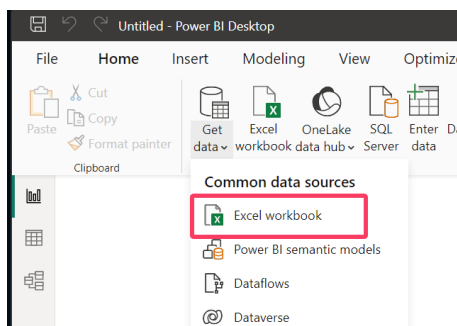 Untitled - Power BI Desktop
File Home Insert Modeling View Optimiz
Paste
Cut
Copy
Format painter
Clipboard
Get data
Excel workbook
OneLake data hub
SQL Server
Enter data
Da
Common data sources
Excel workbook
Power BI semantic models
Dataflows
Dataverse